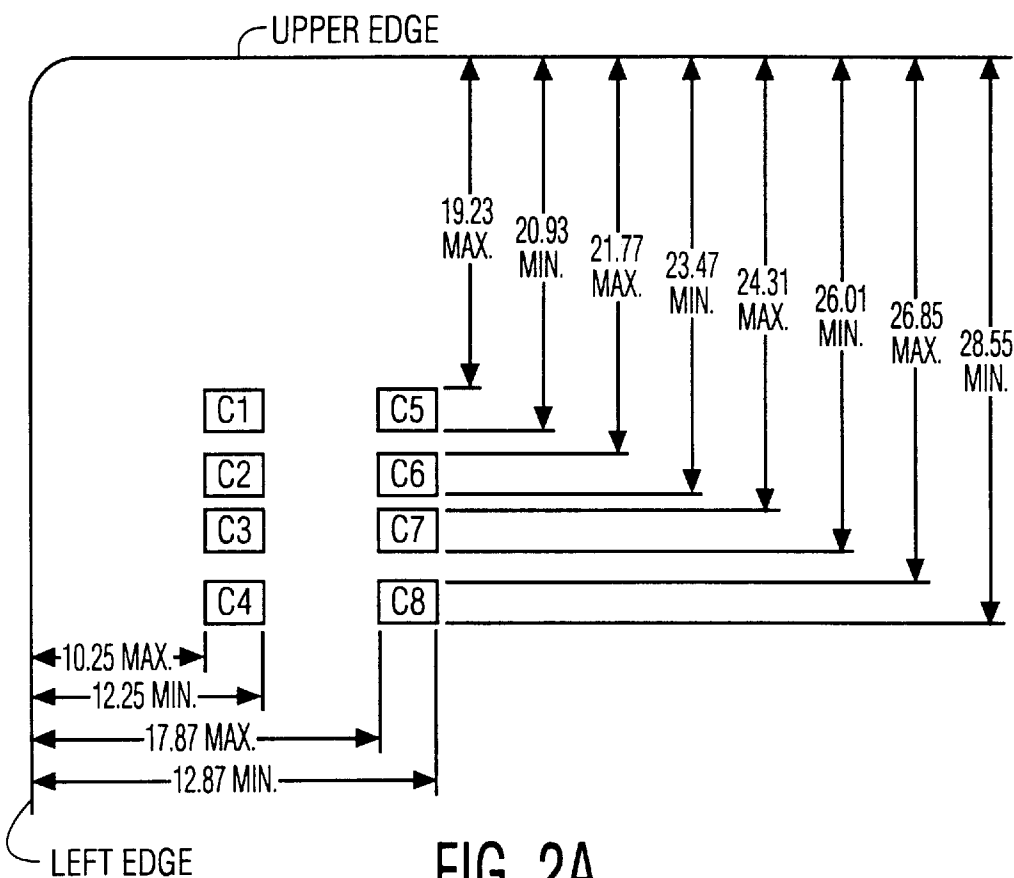 UPPER EDGE
19.23
MAX.
20.93
MIN.
21.77
MAX.
23.47
MIN.
24.31
MAX.
26.01
MIN.
26.85
MAX.
28.55
MIN.
C1 C5
C2 C6
C3 C7
C4 C8
10.25 MAX.
12.25 MIN.
17.87 MAX.
12.87 MIN.
LEFT EDGE
FIG. 2A